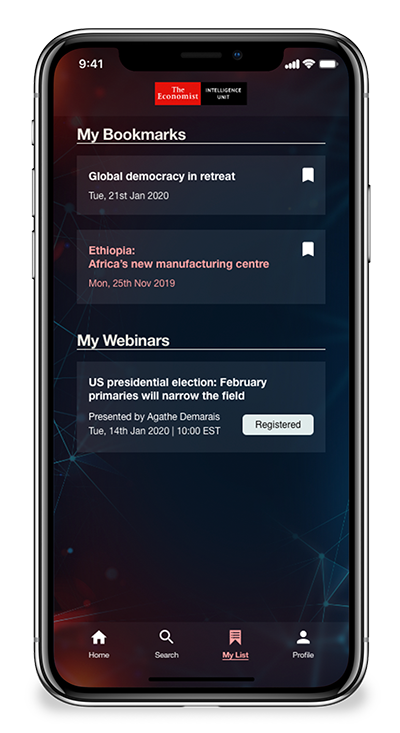 9:41
The
Economist
INTELLIGENCE
UNIT
My Bookmarks
Global democracy in retreat
Tue, 21st Jan 2020
Ethiopia:
Africa's new manufacturing centre
Mon, 25th Nov 2019
My Webinars
US presidential election: February
primaries will narrow the field
Presented by Agathe Demarais
Tue, 14th Jan 2020 | 10:00 EST
Registered
Home
Search
My List
Profile